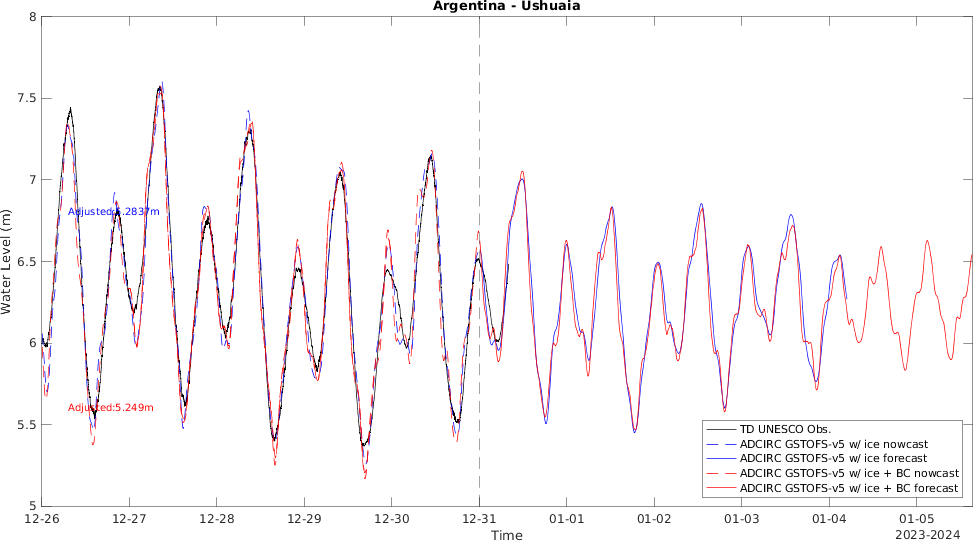 Argentina - Ushuaia
8
7.5
7
6.5
6
5.5
5
Water Level (m)
Adjusted:5.2837m
Adjusted:5.249m
TD UNESCO Obs.
ADCIRC GSTOFS-v5 w/ ice nowcast
ADCIRC GSTOFS-v5 w/ ice forecast
ADCIRC GSTOFS-v5 w/ ice + BC nowcast
ADCIRC GSTOFS-v5 w/ ice + BC forecast
12-26 12-27 12-28 12-29 12-30 12-31 01-01 01-02 01-03 01-04 01-05
Time
2023-2024